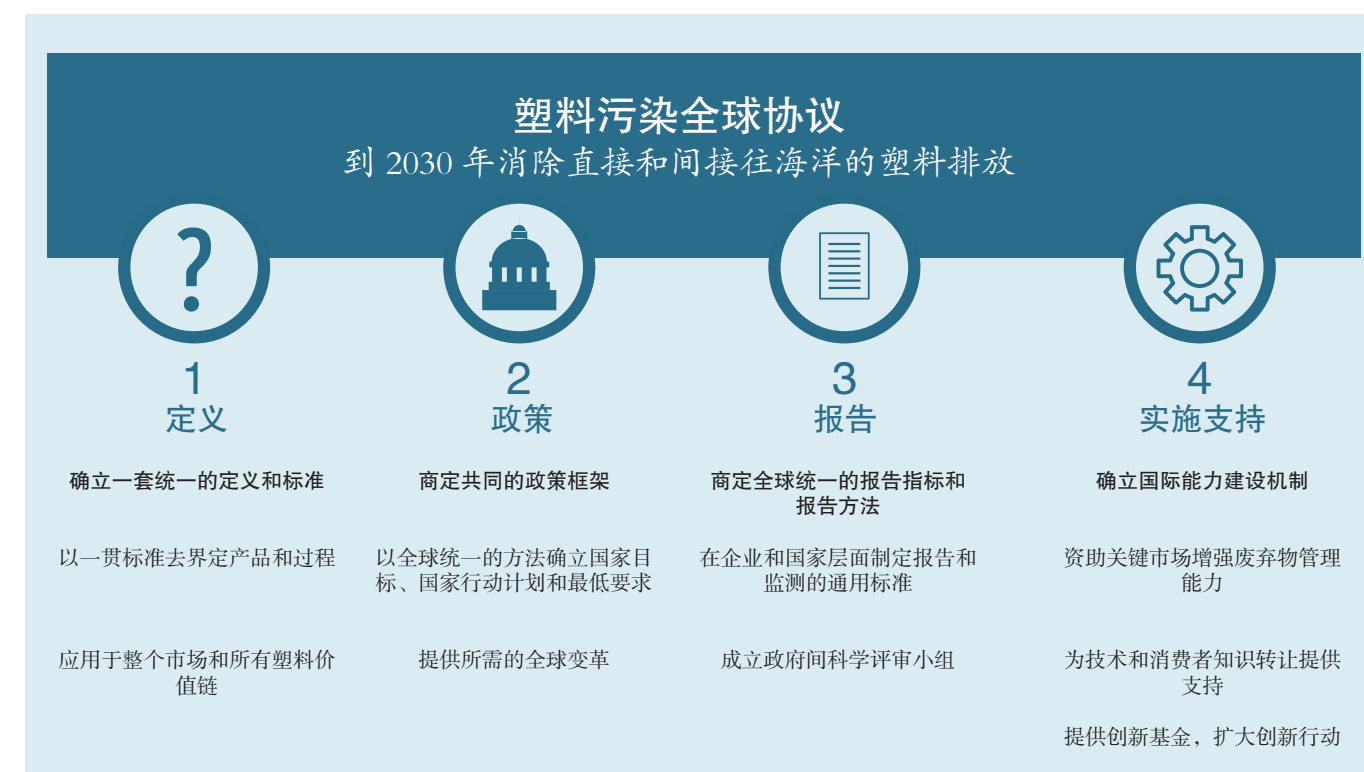 塑料污染全球协议
到 2030 年消除直接和间接往海洋的塑料排放
?
1
定义
确立一套统一的定义和标准
以一贯标准去界定产品和过程
应用于整个市场和所有塑料价
值链
2
政策
商定共同的政策框架
以全球统一的方法确立国家目
标、国家行动计划和最低要求
提供所需的全球变革
3
报告
商定全球统一的报告指标和
报告方法
在企业和国家层面制定报告和
监测的通用标准
成立政府间科学评审小组
4
实施支持
确立国际能力建设机制
资助关键市场增强废弃物管理
能力
为技术和消费者知识转让提供
支持
提供创新基金，扩大创新行动